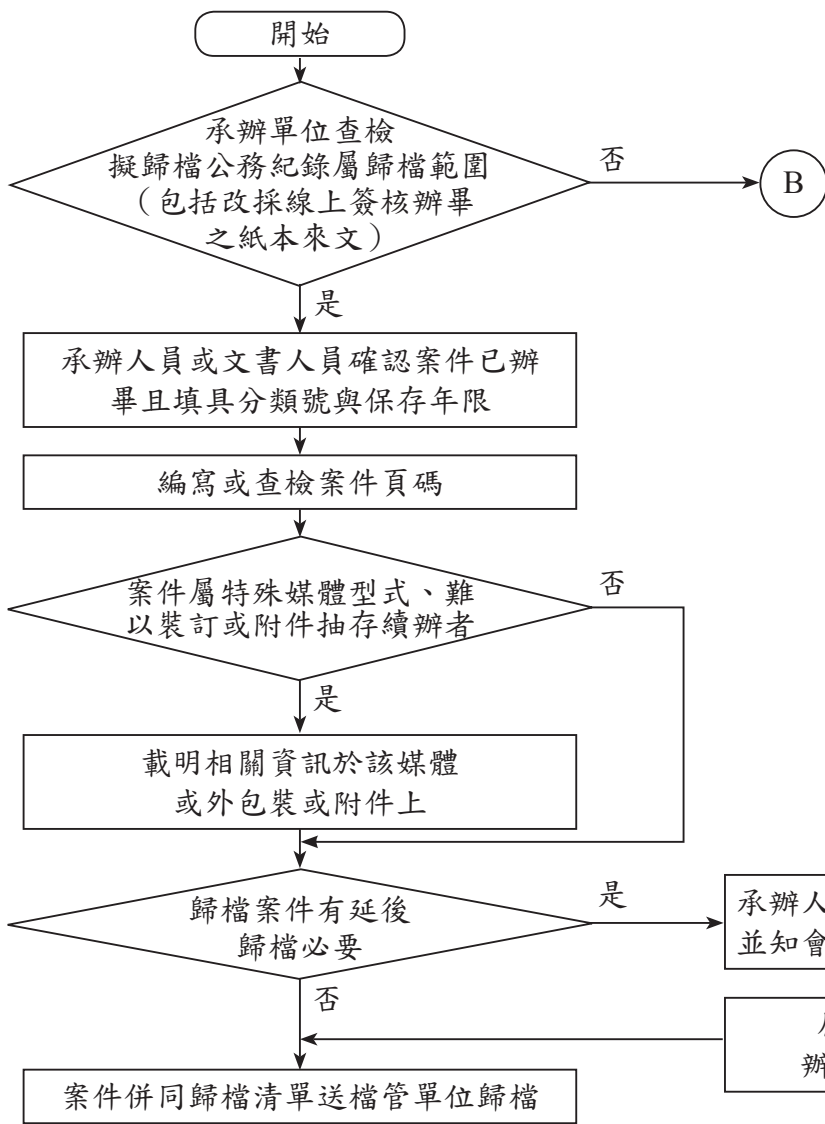 開始
承辦單位查檢
擬歸檔公務紀錄屬歸檔範圍
（包括改採線上簽核辦畢
之紙本來文）
否
B
是
承辦人員或文書人員確認案件已辦
畢且填具分類號與保存年限
編寫或查檢案件頁碼
案件屬特殊媒體型式、難
以裝訂或附件抽存續辦者
否
是
載明相關資訊於該媒體
或外包裝或附件上
歸檔案件有延後
歸檔必要
是
承辦人
並知會
否
辦
案件併同歸檔清單送檔管單位歸檔